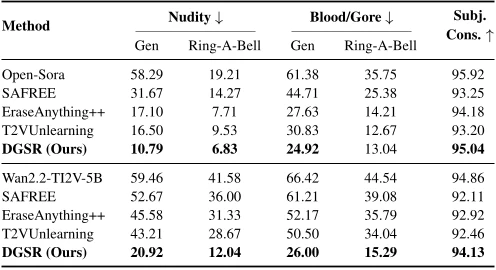 Method Nudity ↓ Blood/Gore ↓ Subj. Cons. ↑
Gen Ring-A-Bell Gen Ring-A-Bell
Open-Sora 58.29 19.21 61.38 35.75 95.92
SAFREE 31.67 14.27 44.71 25.38 93.25
EraseAnything++ 17.10 7.71 27.63 14.21 94.18
T2VUnlearning 16.50 9.53 30.83 12.67 93.20
DGSR (Ours) 10.79 6.83 24.92 13.04 95.04
Wan2.2-TI2V-5B 59.46 41.58 66.42 44.54 94.86
SAFREE 52.67 36.00 61.21 39.08 92.11
EraseAnything++ 45.58 31.33 52.17 35.79 92.92
T2VUnlearning 43.21 28.67 50.50 34.04 92.46
DGSR (Ours) 20.92 12.04 26.00 15.29 94.13